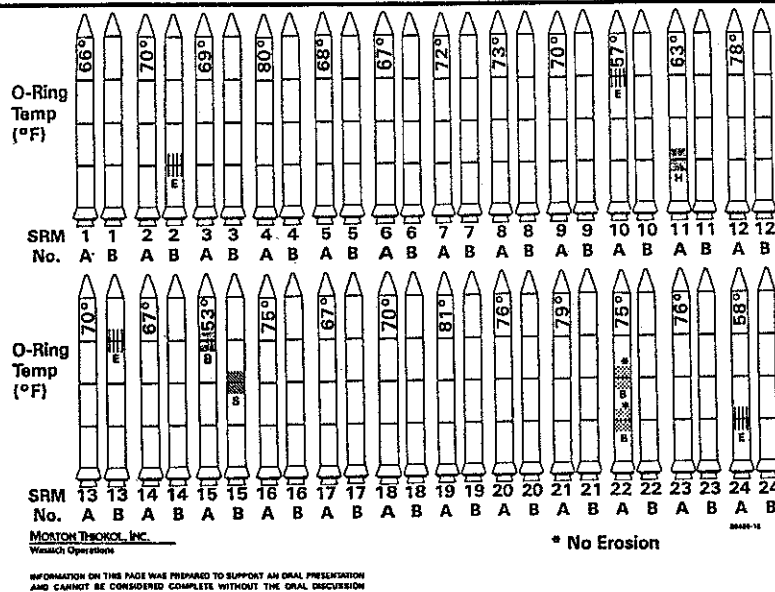 66° 70° 69° 80° 68° 67° 72° 73° 70° 57° 63° 78°
O-Ring
Temp
(°F)
E E H
SRM 1 1 2 2 3 3 4 4 5 5 6 6 7 7 8 8 9 9 10 10 11 11 12 12
No. A B A B A B A B A B A B A B A B A B A B A B A B
70° 67° 53° 75° 67° 70° 81° 76° 79° 75° 76° 58°
O-Ring
Temp
(°F)
E B * B
* B E
SRM 13 13 14 14 15 15 16 16 17 17 18 18 19 19 20 20 21 21 22 22 23 23 24 24
No. A B A B A B A B A B A B A B A B A B A B A B A B
MORTON THIOKOL, INC.
Wasatch Operations
* No Erosion
INFORMATION ON THIS PAGE WAS PREPARED TO SUPPORT AN ORAL PRESENTATION
AND CANNOT BE CONSIDERED COMPLETE WITHOUT THE ORAL DISCUSSION